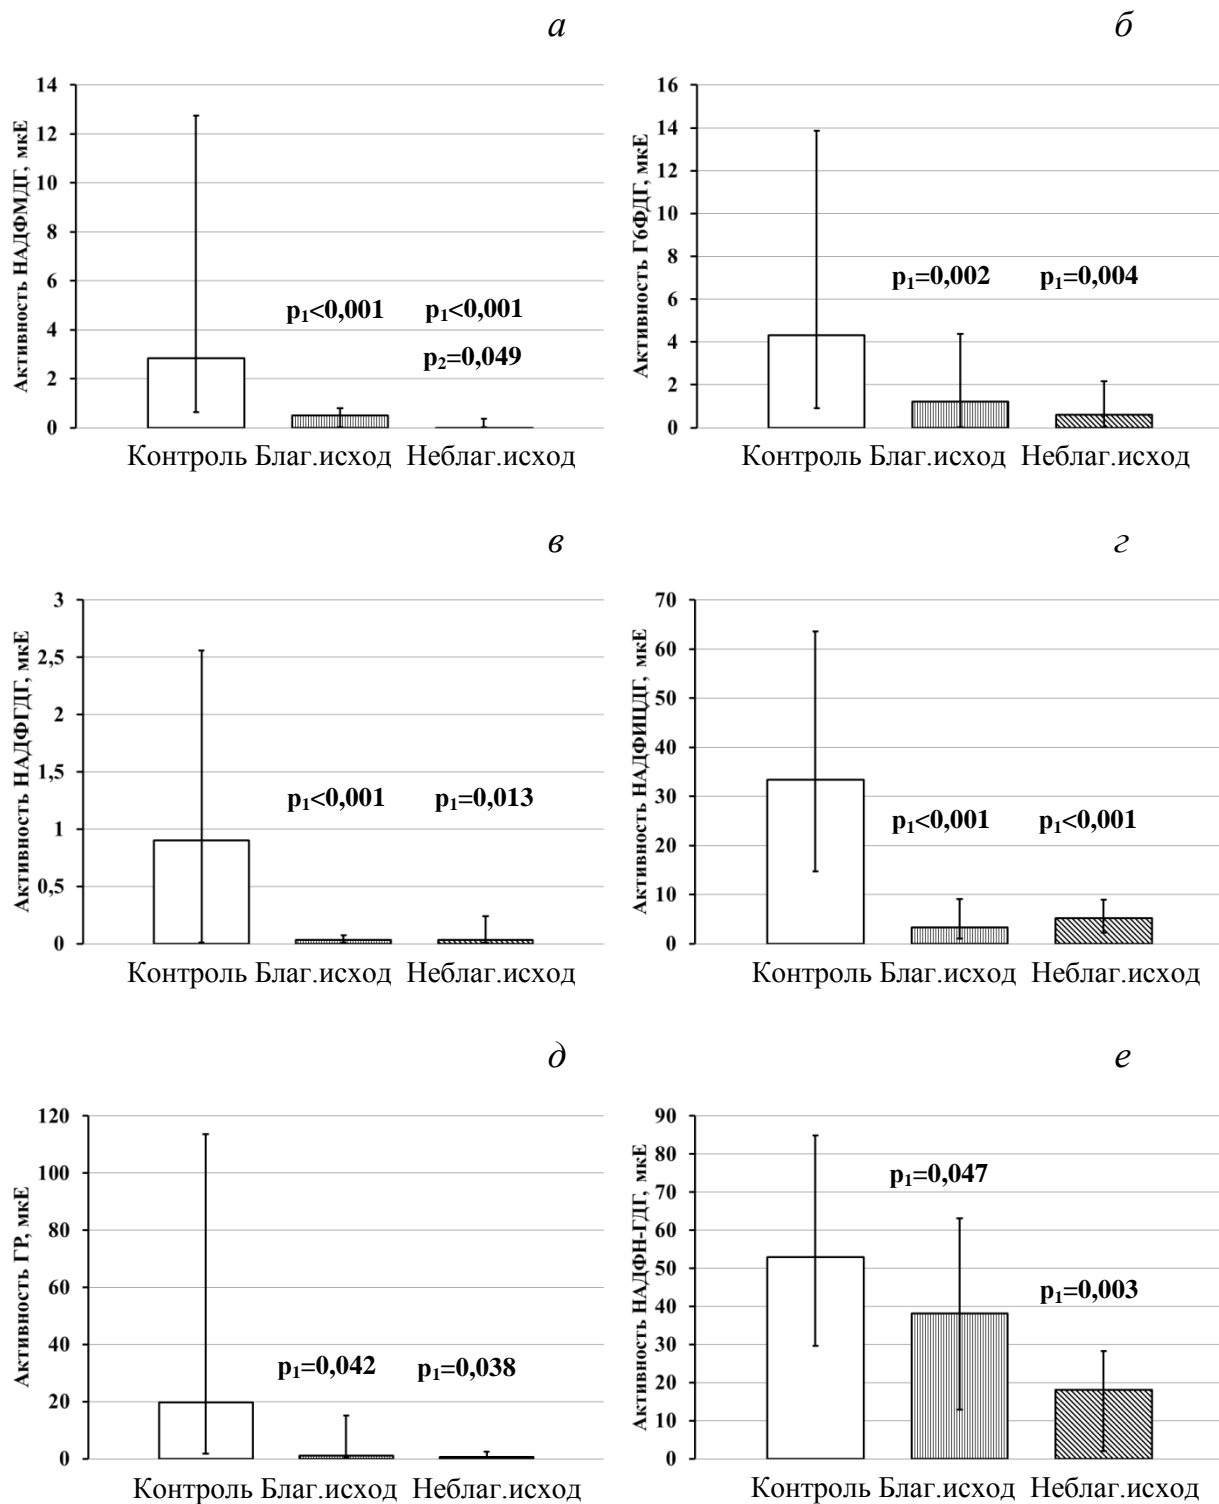 а
Активность НАДФМДГ, мкЕ
14
12
10
8
6
4
2
0
p₁<0,001
p₁<0,001
p₂=0,049
Контроль Благ.исход Неблаг.исход
б
Активность Г6ФДГ, мкЕ
16
14
12
10
8
6
4
2
0
p₁=0,002
p₁=0,004
Контроль Благ.исход Неблаг.исход
в
Активность НАДФГДГ, мкЕ
3
2,5
2
1,5
1
0,5
0
p₁<0,001
p₁=0,013
Контроль Благ.исход Неблаг.исход
г
Активность НАДФИЦДГ, мкЕ
70
60
50
40
30
20
10
0
p₁<0,001
p₁<0,001
Контроль Благ.исход Неблаг.исход
д
Активность ГР, мкЕ
120
100
80
60
40
20
0
p₁=0,042
p₁=0,038
Контроль Благ.исход Неблаг.исход
е
Активность НАДФН-ГДГ, мкЕ
90
80
70
60
50
40
30
20
10
0
p₁=0,047
p₁=0,003
Контроль Благ.исход Неблаг.исход